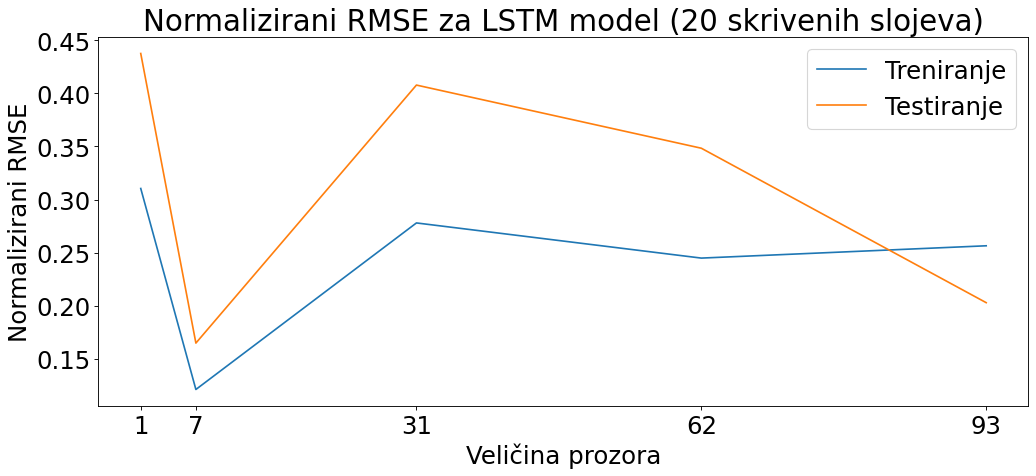 Normalizirani RMSE za LSTM model (20 skrivenih slojeva)
Normalizirani RMSE
0.45
0.40
0.35
0.30
0.25
0.20
0.15
Treniranje
Testiranje
1 7 31 62 93
Veličina prozora